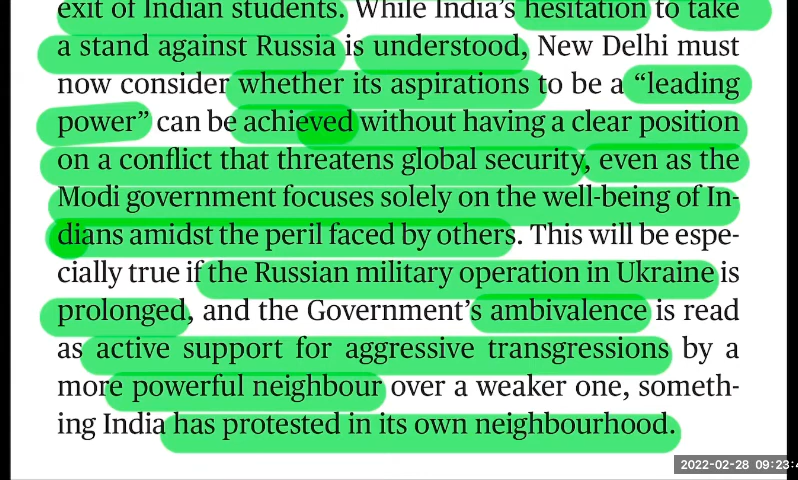 exit of Indian students. While India's hesitation to take
a stand against Russia is understood, New Delhi must
now consider whether its aspirations to be a “leading
power” can be achieved without having a clear position
on a conflict that threatens global security, even as the
Modi government focuses solely on the well-being of In-
dians amidst the peril faced by others. This will be espe-
cially true if the Russian military operation in Ukraine is
prolonged, and the Government's ambivalence is read
as active support for aggressive transgressions by a
more powerful neighbour over a weaker one, someth-
ing India has protested in its own neighbourhood.
2022-02-28 09:23:4